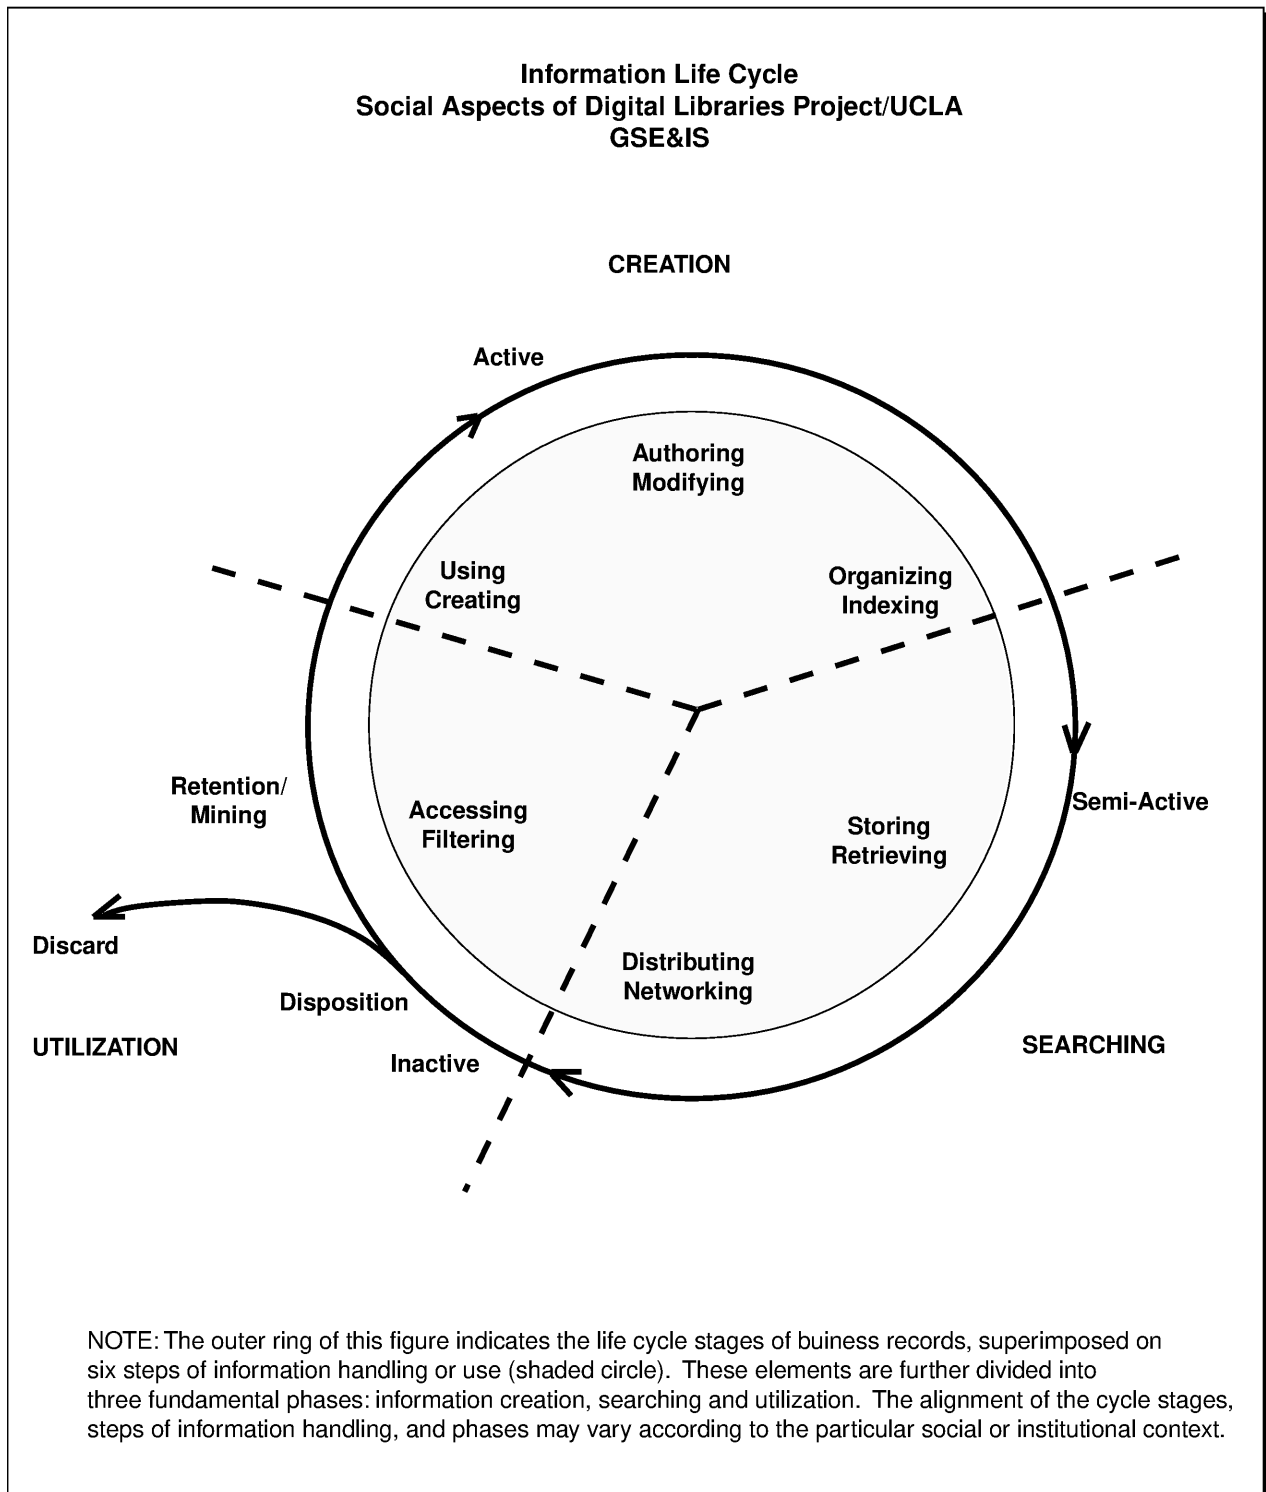 Information Life Cycle
Social Aspects of Digital Libraries Project/UCLA
GSE&IS
CREATION
Active
Authoring
Modifying
Using
Creating
Organizing
Indexing
Retention/
Mining
Accessing
Filtering
Storing
Retrieving
Semi-Active
Discard
Distributing
Networking
Disposition
UTILIZATION
Inactive
SEARCHING
NOTE: The outer ring of this figure indicates the life cycle stages of buiness records, superimposed on
six steps of information handling or use (shaded circle). These elements are further divided into
three fundamental phases: information creation, searching and utilization. The alignment of the cycle stages,
steps of information handling, and phases may vary according to the particular social or institutional context.